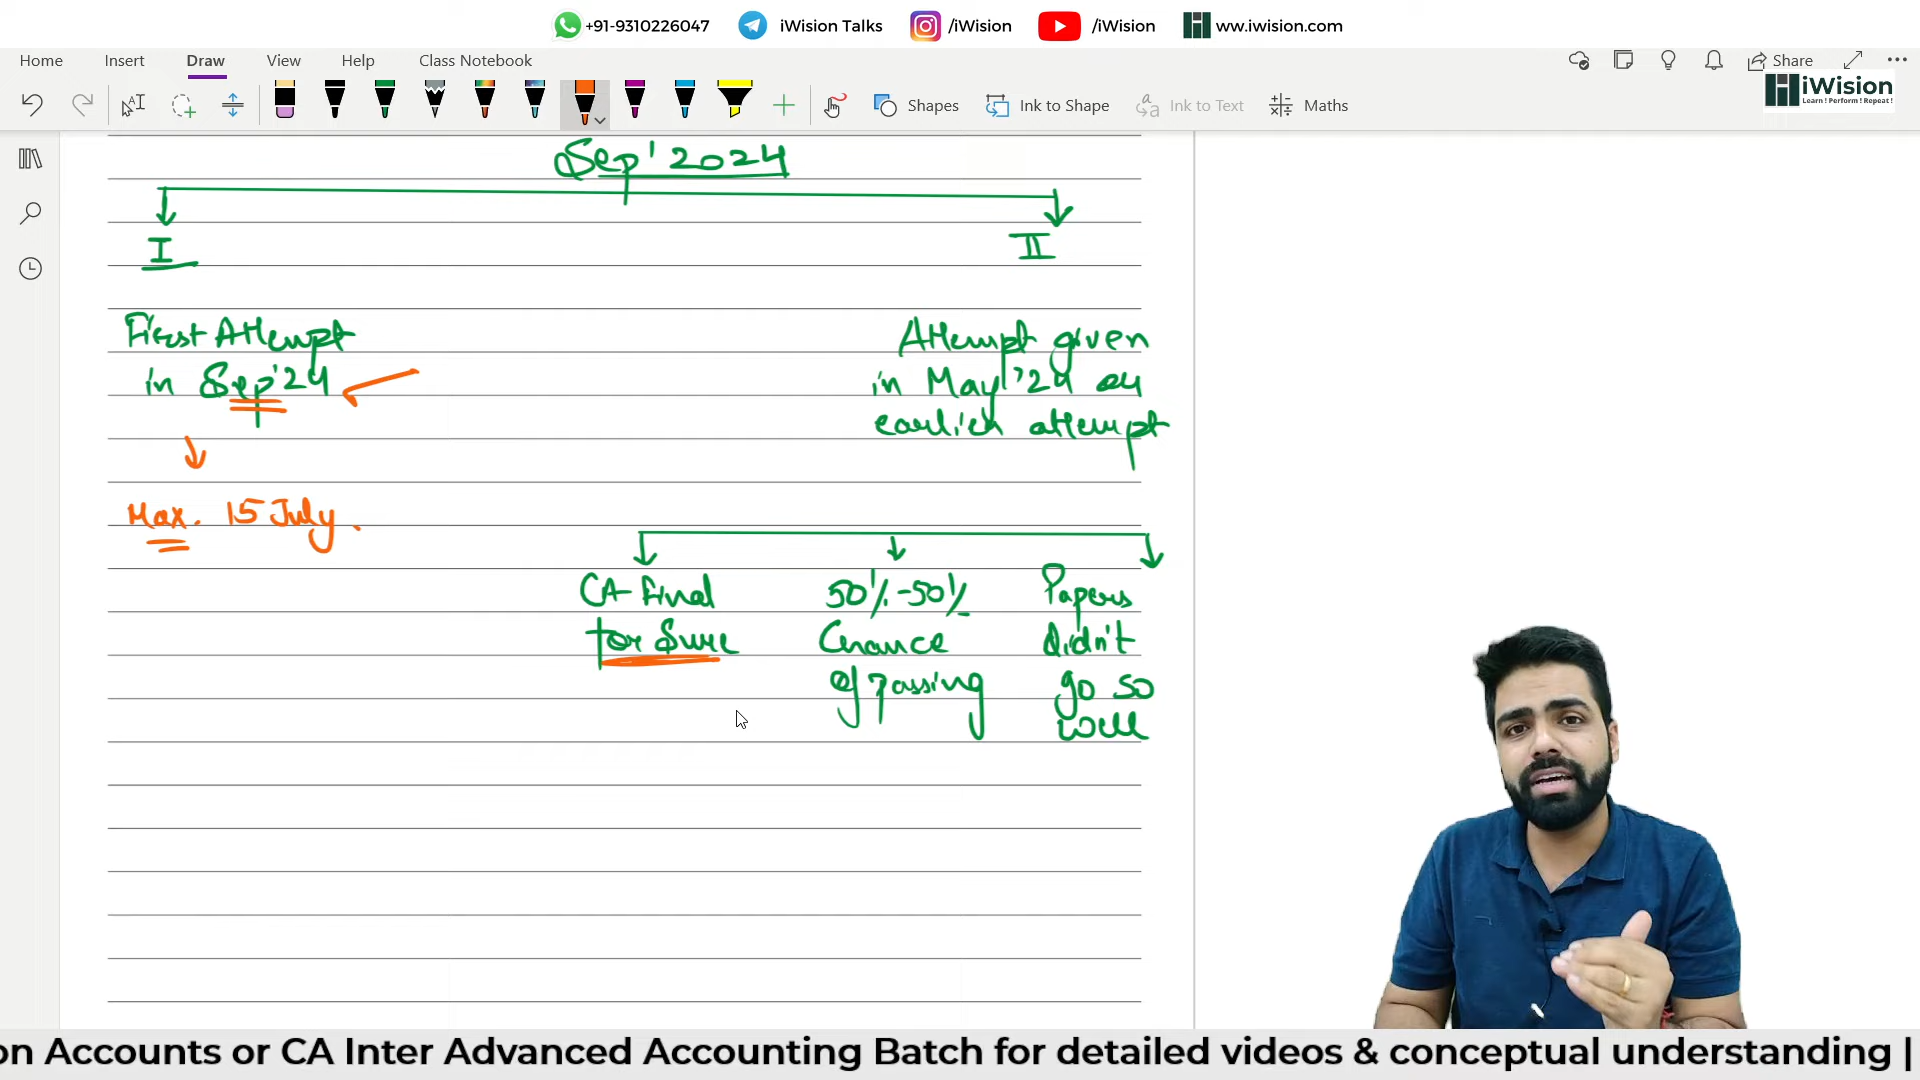 +91-9310226047 iWision Talks /iWision /iWision ww.iwision.com
Home Insert Draw View Help Class Notebook Share
iWision
Learn ! Perform ! Repeat !
Shapes Ink to Shape Ink to Text Maths
Sep' 2024
I
II
First Attempt
in Sep'24
Max. 15 July.
Attempt given
in May'24 or
earlier attempt
CA-Final
for sure
50%-50%
Chance
of passing
Papers
didn't
go so
well
on Accounts or CA Inter Advanced Accounting Batch for detailed videos & conceptual understanding |